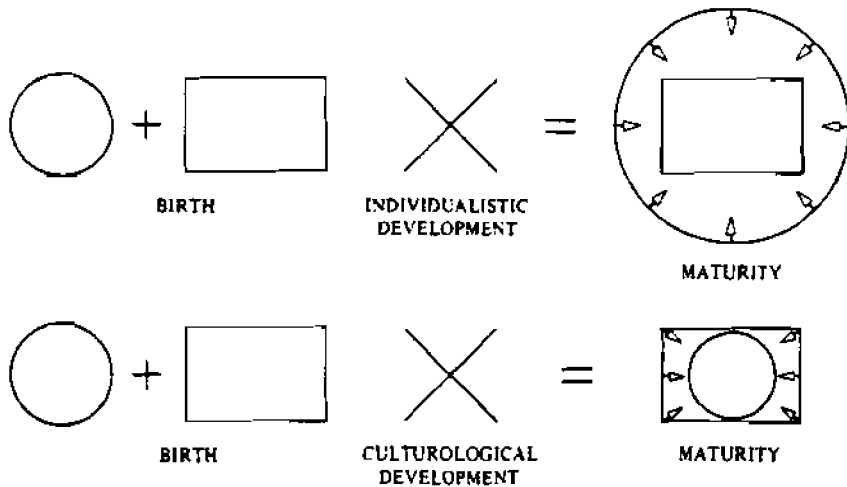 BIRTH
INDIVIDUALISTIC
DEVELOPMENT
MATURITY
BIRTH
CULTUROLOGICAL
DEVELOPMENT
MATURITY